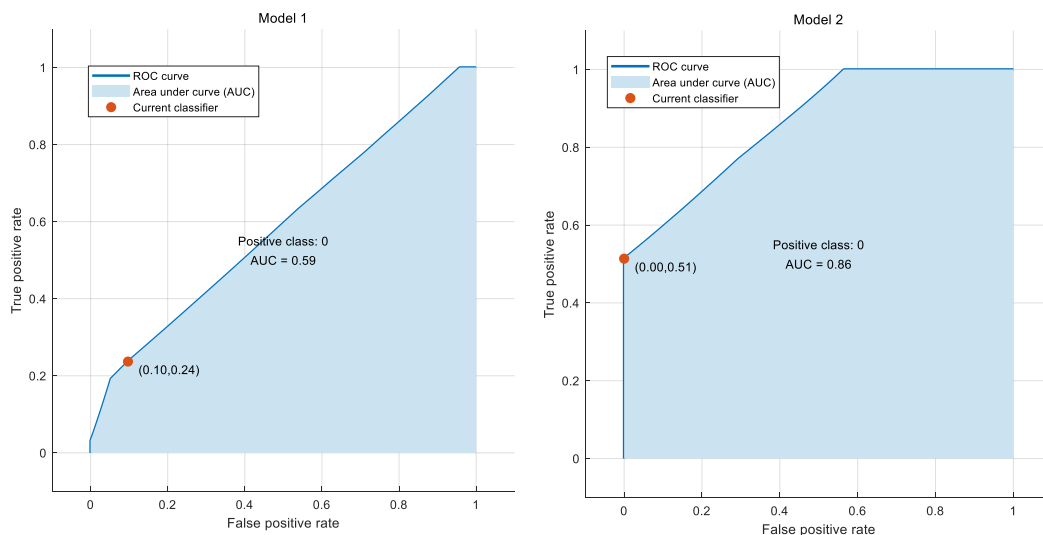 Model 1
ROC curve
Area under curve (AUC)
Current classifier
1
0.8
0.6
0.4
0.2
0
True positive rate
Positive class: 0
AUC = 0.59
(0.10,0.24)
0
0.2
0.4
0.6
0.8
1
False positive rate
Model 2
ROC curve
Area under curve (AUC)
Current classifier
1
0.8
0.6
0.4
0.2
0
True positive rate
Positive class: 0
AUC = 0.86
(0.00,0.51)
0
0.2
0.4
0.6
0.8
1
False positive rate